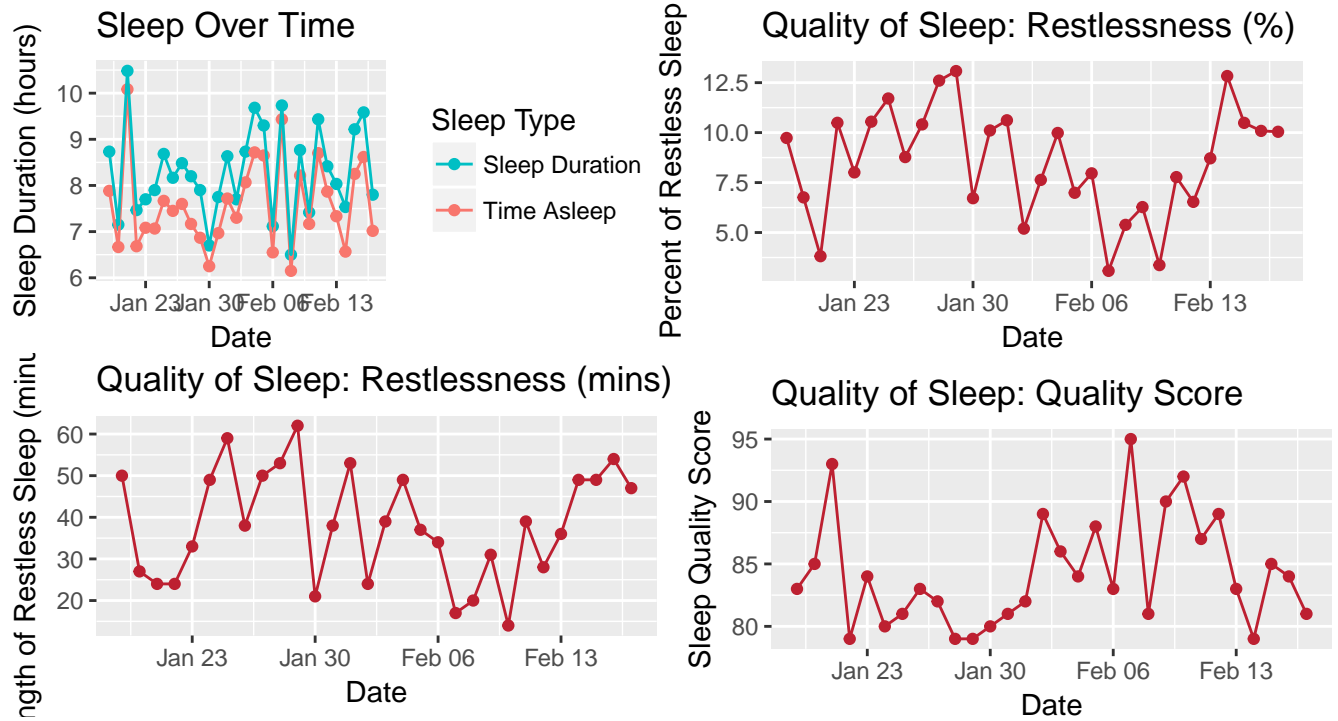 Sleep Over Time
Sleep Duration (hours)
10
9
8
7
6
Jan 23 Jan 30 Feb 06 Feb 13
Date
Sleep Type
Sleep Duration
Time Asleep
Quality of Sleep: Restlessness (%)
Percent of Restless Sleep
12.5
10.0
7.5
5.0
Jan 23 Jan 30 Feb 06 Feb 13
Date
Quality of Sleep: Restlessness (mins)
of Restless Sleep
60
50
40
30
20
Jan 23 Jan 30 Feb 06 Feb 13
Date
Quality of Sleep: Quality Score
Sleep Quality Score
95
90
85
80
Jan 23 Jan 30 Feb 06 Feb 13
Date